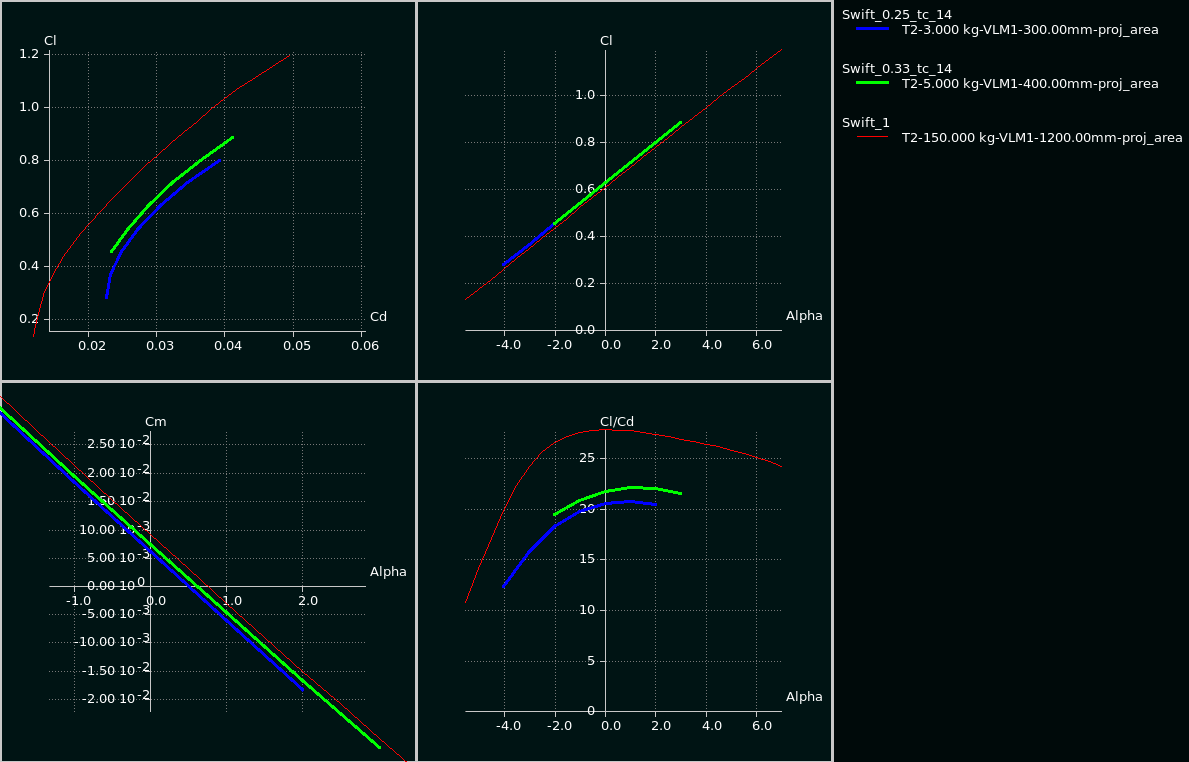 Cl
1.2
1.0
0.8
0.6
0.4
0.2
Cd
0.02 0.03 0.04 0.05 0.06
Cl
1.0
0.8
0.6
0.4
0.2
0.0
Alpha
-4.0 -2.0 0.0 2.0 4.0 6.0
Cm
2.50 10-2
2.00 10-2
1.50 10-2
10.00 10-3
5.00 10-3
0.00 10 0
-5.00 10-3
-10.00 10-3
-1.50 10-2
-2.00 10-2
Alpha
-1.0 0.0 1.0 2.0
Cl/Cd
25
20
15
10
5
0
Alpha
-4.0 -2.0 0.0 2.0 4.0 6.0
Swift_0.25_tc_14
T2-3.000 kg-VLM1-300.00mm-proj_area
Swift_0.33_tc_14
T2-5.000 kg-VLM1-400.00mm-proj_area
Swift_1
T2-150.000 kg-VLM1-1200.00mm-proj_area